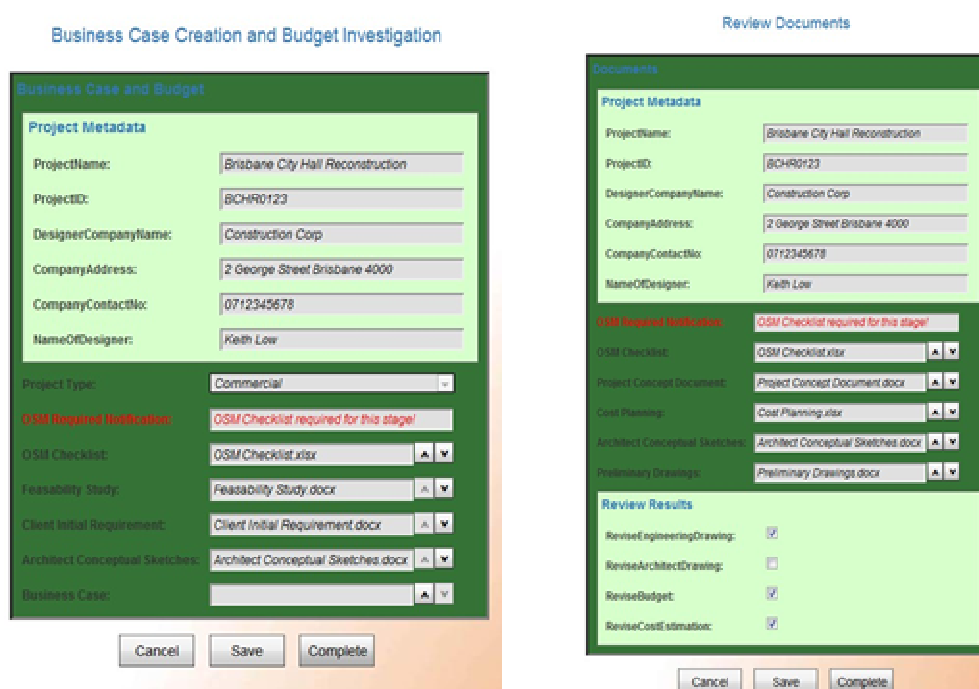 Business Case Creation and Budget Investigation
Business Case and Budget
Project Metadata
ProjectName: Brisbane City Hall Reconstruction
ProjectID: BCHR0123
DesignerCompanyName: Construction Corp
CompanyAddress: 2 George Street Brisbane 4000
CompanyContactNo: 0712345678
NameOfDesigner: Keith Low
Project Type: Commercial
OSM Required Notification: OSM Checklist required for this stage!
OSM Checklist: OSM Checklist.xlsx
Feasability Study: Feasability Study.docx
Client Initial Requirement: Client Initial Requirement.docx
Architect Conceptual Sketches: Architect Conceptual Sketches.docx
Business Case:
Cancel Save Complete
Review Documents
Documents
Project Metadata
ProjectName: Brisbane City Hall Reconstruction
ProjectID: BCHR0123
DesignerCompanyName: Construction Corp
CompanyAddress: 2 George Street Brisbane 4000
CompanyContactNo: 0712345678
NameOfDesigner: Keith Low
OSM Required Notification: OSM Checklist required for this stage!
OSM Checklist: OSM Checklist.xlsx
Project Concept Document: Project Concept Document.docx
Cost Planning: Cost Planning.xlsx
Architect Conceptual Sketches: Architect Conceptual Sketches.docx
Preliminary Drawings: Preliminary Drawings.docx
Review Results
ReviseEngineeringDrawing:
ReviseArchitectDrawing:
ReviseBudget:
ReviseCostEstimation:
Cancel Save Complete